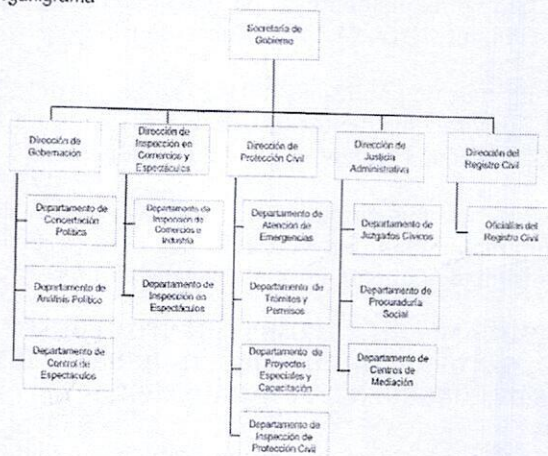 Secretaría de
Gobierno
Dirección de
Gobernación
Departamento de
Concertación
Política
Departamento de
Análisis Político
Departamento de
Control de
Espectáculos
Dirección de
Inspección en
Comercios y
Espectáculos
Departamento de
Inspección de
Comercios e
Industria
Departamento de
Inspección en
Espectáculos
Dirección de
Protección Civil
Departamento de
Atención de
Emergencias
Departamento de
Trámites y
Permisos
Departamento de
Proyectos
Especiales y
Capacitación
Departamento de
Inspección de
Protección Civil
Dirección de
Justicia
Administrativa
Departamento de
Juzgados Cívicos
Departamento de
Procuraduría
Social
Departamento de
Centros de
Mediación
Dirección del
Registro Civil
Oficialías del
Registro Civil